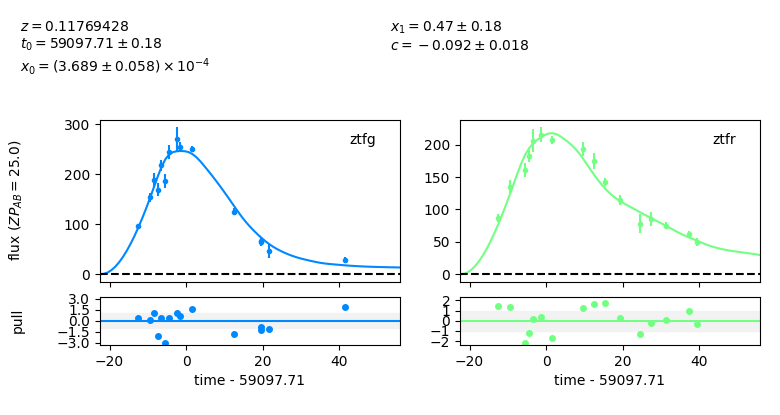 z = 0.11769428
t₀ = 59097.71 ± 0.18
x₀ = (3.689 ± 0.058) × 10⁻⁴
x₁ = 0.47 ± 0.18
c = −0.092 ± 0.018
flux (ZP_AB = 25.0)
300
200
100
0
ztfg
200
150
100
50
0
ztfr
pull
3.0
1.5
0.0
−1.5
−3.0
2
1
0
−1
−2
−20 0 20 40
−20 0 20 40
time - 59097.71
time - 59097.71